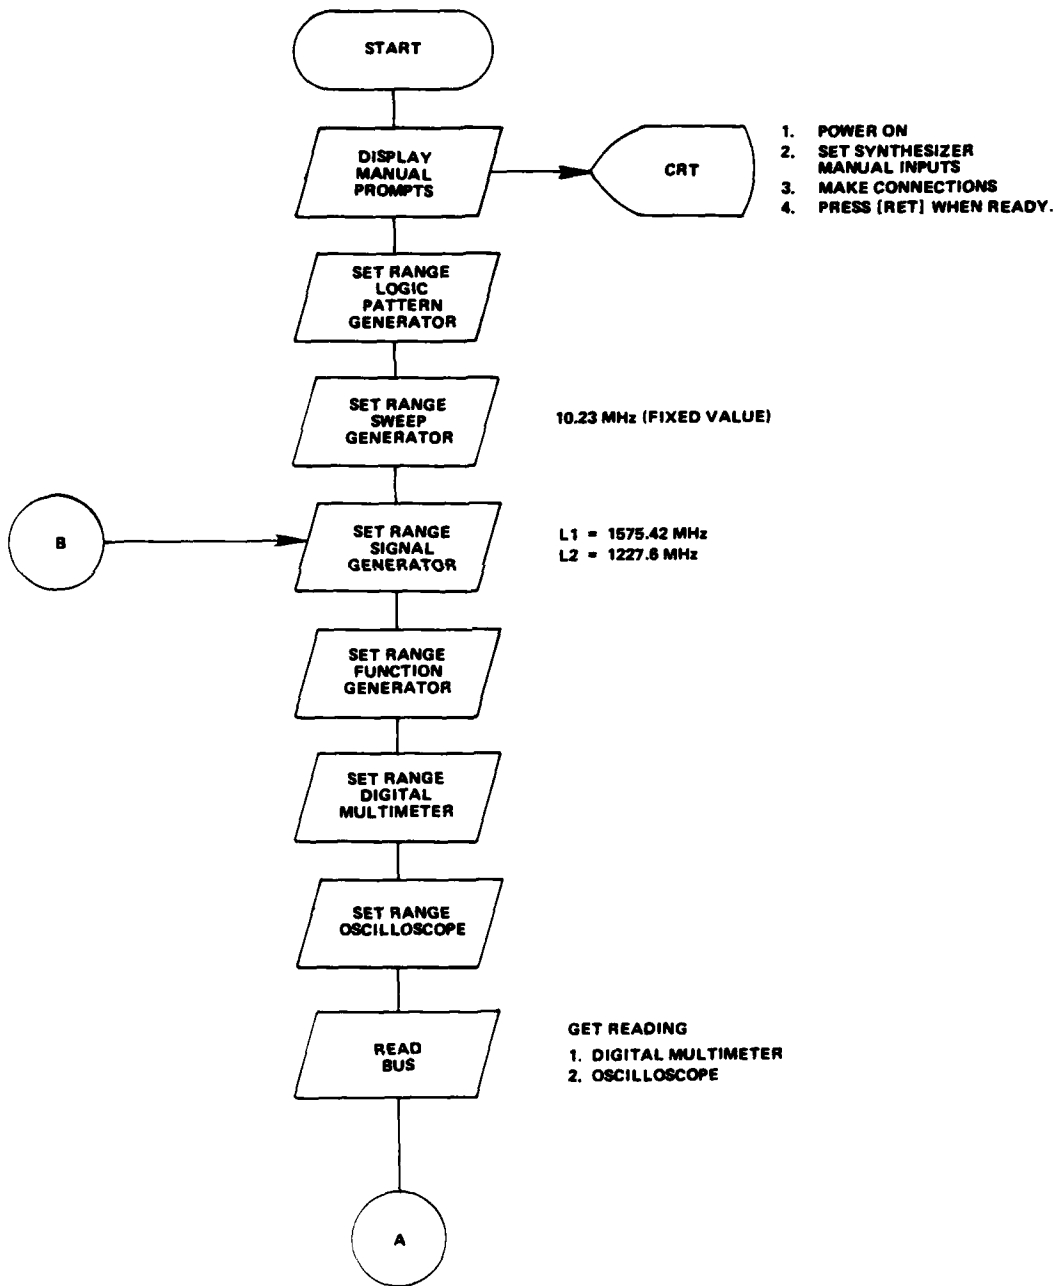 START
DISPLAY
MANUAL
PROMPTS
CRT
1. POWER ON
2. SET SYNTHESIZER
MANUAL INPUTS
3. MAKE CONNECTIONS
4. PRESS [RET] WHEN READY.
SET RANGE
LOGIC
PATTERN
GENERATOR
SET RANGE
SWEEP
GENERATOR
10.23 MHz (FIXED VALUE)
B
SET RANGE
SIGNAL
GENERATOR
L1 = 1575.42 MHz
L2 = 1227.6 MHz
SET RANGE
FUNCTION
GENERATOR
SET RANGE
DIGITAL
MULTIMETER
SET RANGE
OSCILLOSCOPE
READ
BUS
GET READING
1. DIGITAL MULTIMETER
2. OSCILLOSCOPE
A